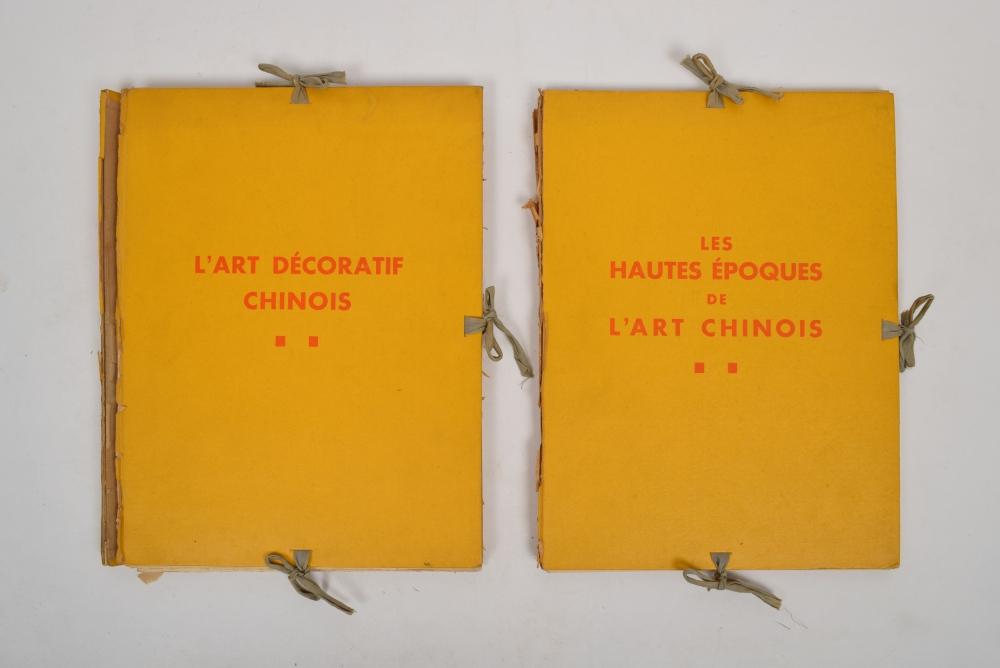 L'ART DÉCORATIF
CHINOIS
LES
HAUTES ÉPOQUES
DE
L'ART CHINOIS